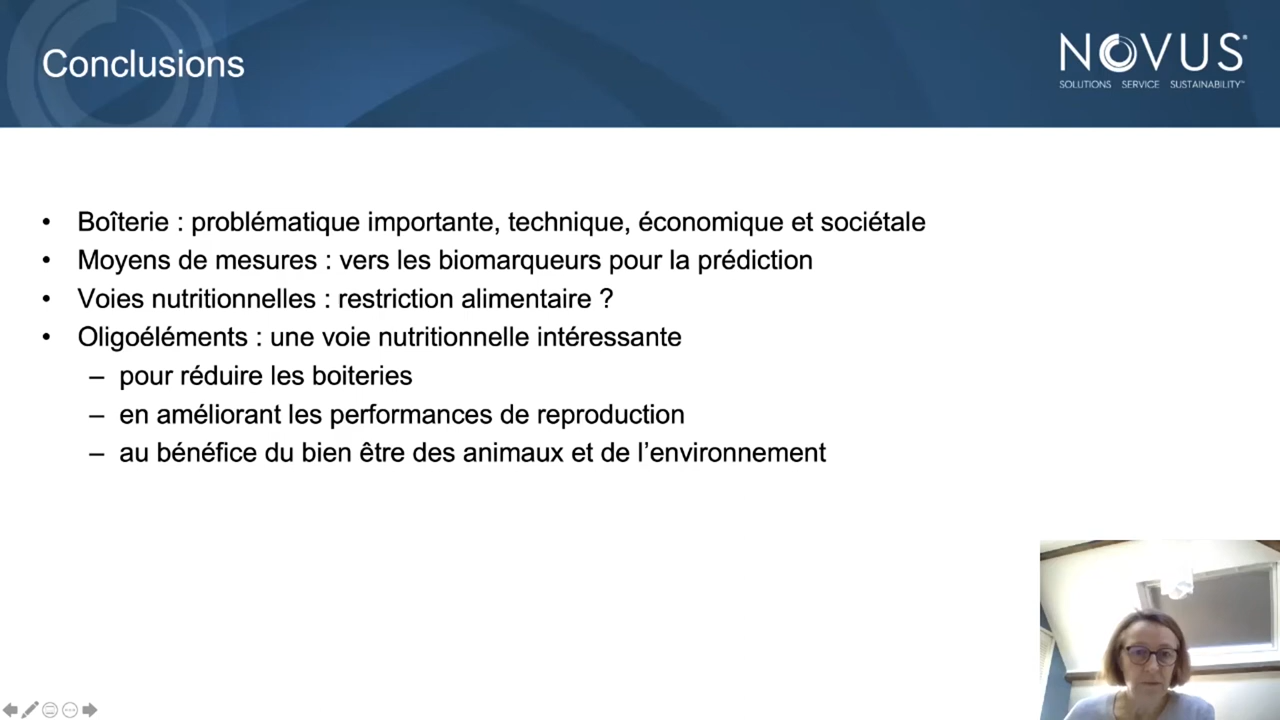 Conclusions
NOVUS®
SOLUTIONS SERVICE SUSTAINABILITY™
• Boîterie : problématique importante, technique, économique et sociétale
• Moyens de mesures : vers les biomarqueurs pour la prédiction
• Voies nutritionnelles : restriction alimentaire ?
• Oligoéléments : une voie nutritionnelle intéressante
– pour réduire les boiteries
– en améliorant les performances de reproduction
– au bénéfice du bien être des animaux et de l’environnement